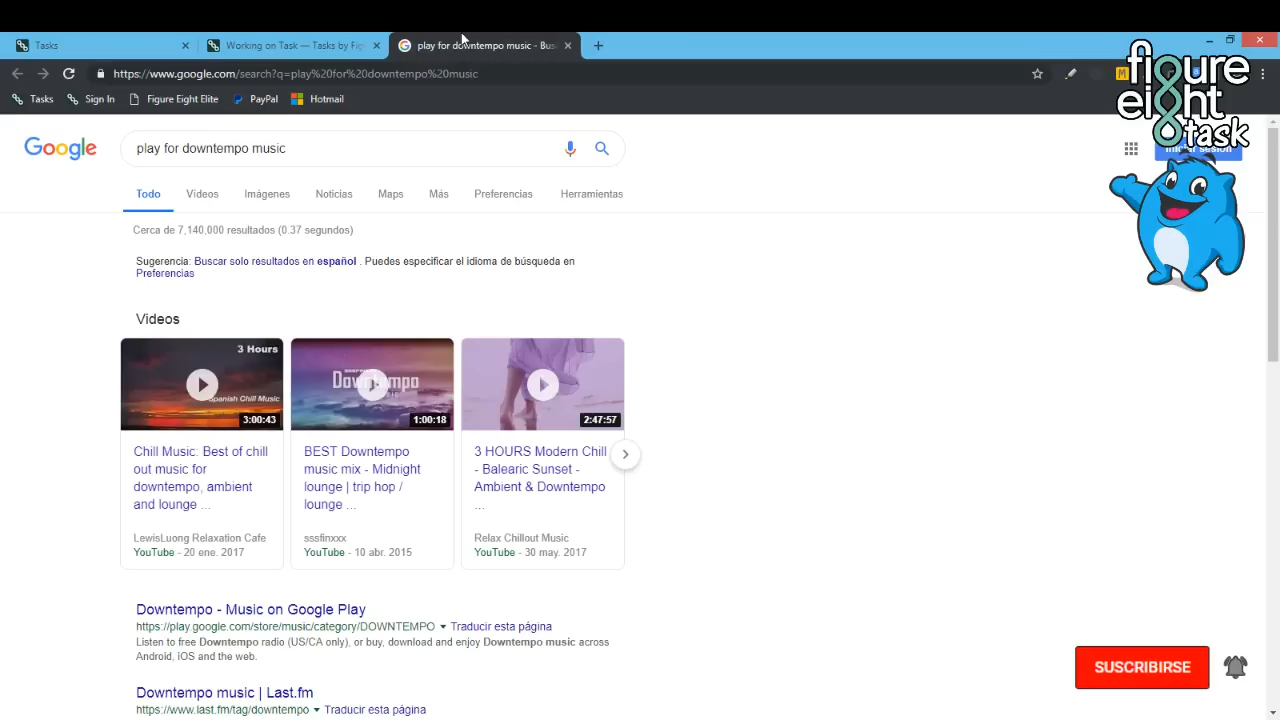 Tasks
Working on Task — Tasks by Fig
play for downtempo music - Bus
https://www.google.com/search?q=play%20for%20downtempo%20music
Tasks
Sign In
Figure Eight Elite
PayPal
Hotmail
figure
eight
task
Google
play for downtempo music
Iniciar sesión
Todo
Videos
Imágenes
Noticias
Maps
Más
Preferencias
Herramientas
Cerca de 7,140,000 resultados (0.37 segundos)
Sugerencia: Buscar solo resultados en español . Puedes especificar el idioma de búsqueda en
Preferencias
Videos
3 Hours
Spanish Chill Music
3:00:43
Downtempo
1:00:18
2:47:57
Chill Music: Best of chill
out music for
downtempo, ambient
and lounge ...
LewisLuong Relaxation Cafe
YouTube - 20 ene. 2017
BEST Downtempo
music mix - Midnight
lounge | trip hop /
lounge ...
sssfinxxx
YouTube - 10 abr. 2015
3 HOURS Modern Chill
- Balearic Sunset -
Ambient & Downtempo
...
Relax Chillout Music
YouTube - 30 may. 2017
Downtempo - Music on Google Play
https://play.google.com/store/music/category/DOWNTEMPO
Traducir esta página
Listen to free Downtempo radio (US/CA only), or buy, download and enjoy Downtempo music across
Android, iOS and the web.
Downtempo music | Last.fm
https://www.last.fm/tag/downtempo
Traducir esta página
SUSCRIBIRSE